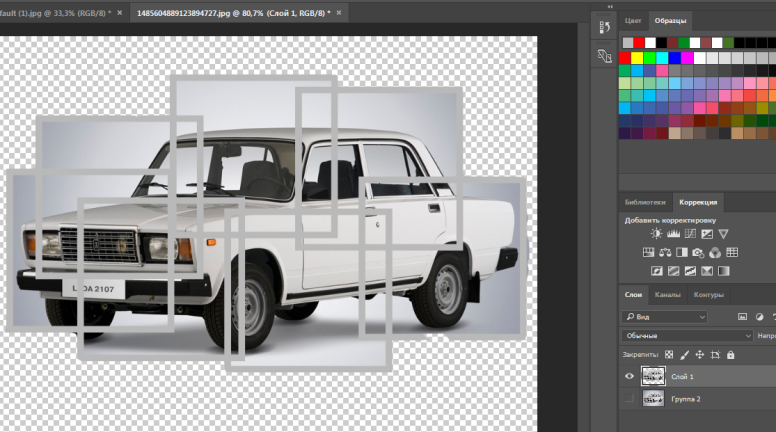 fault (1).jpg @ 33,3% (RGB/8) * ×
1485604889123894727.jpg @ 80,7% (Слой 1, RGB/8) * ×
Цвет Образцы
LADA 2107
Библиотеки Коррекция
Добавить корректировку
Слои Каналы Контуры
Вид
Обычные Непро
Закрепить:
Слой 1
Группа 2